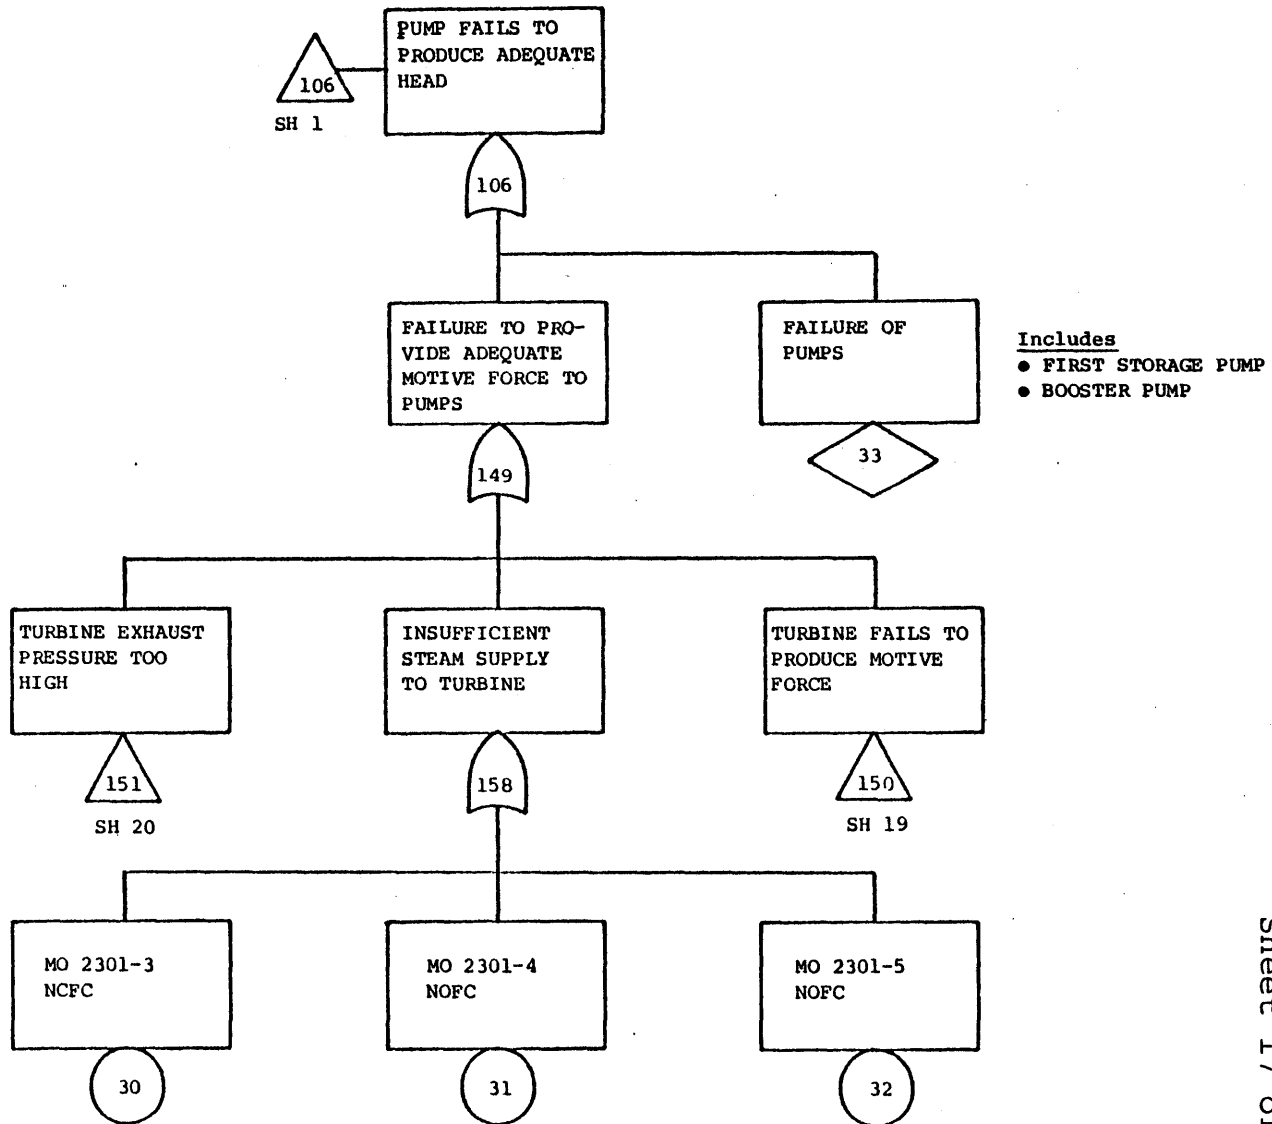 PUMP FAILS TO
PRODUCE ADEQUATE
HEAD
106
SH 1
106
FAILURE TO PRO-
VIDE ADEQUATE
MOTIVE FORCE TO
PUMPS
FAILURE OF
PUMPS
Includes
● FIRST STORAGE PUMP
● BOOSTER PUMP
149
33
TURBINE EXHAUST
PRESSURE TOO
HIGH
INSUFFICIENT
STEAM SUPPLY
TO TURBINE
TURBINE FAILS TO
PRODUCE MOTIVE
FORCE
151
SH 20
158
150
SH 19
MO 2301-3
NCFC
MO 2301-4
NOFC
MO 2301-5
NOFC
30
31
32
Sheet 17 of